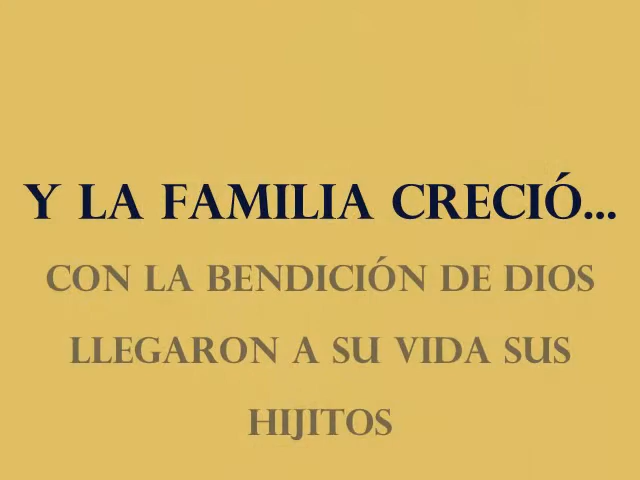 Y LA FAMILIA CRECIÓ...
CON LA BENDICIÓN DE DIOS
LLEGARON A SU VIDA SUS
HIJITOS